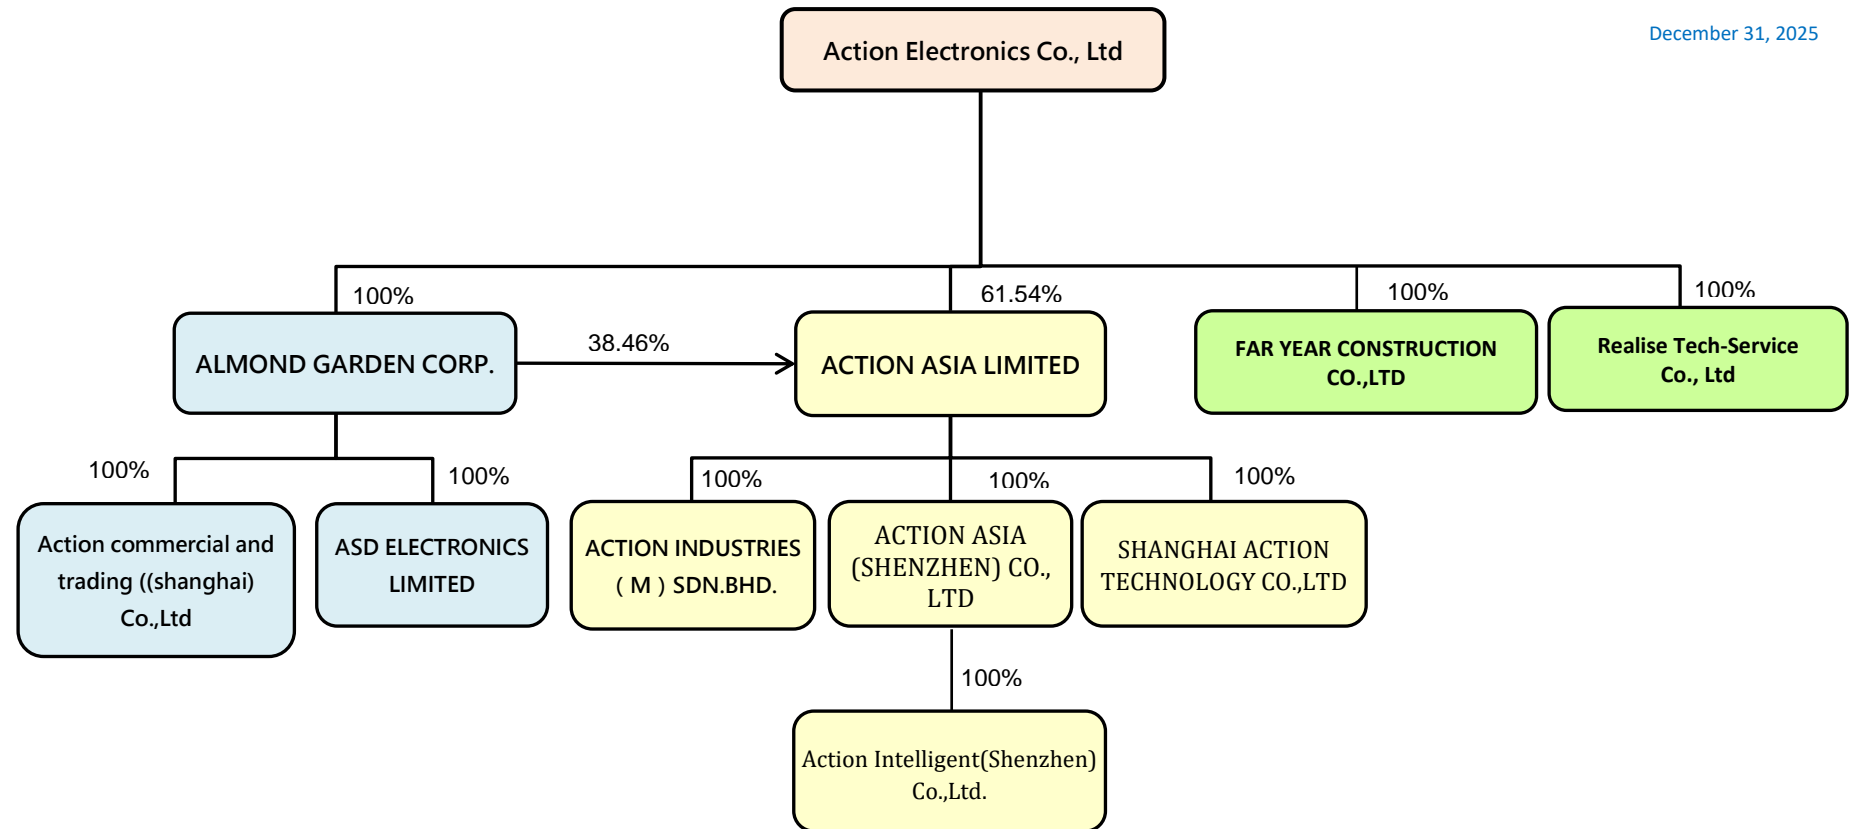 Action Electronics Co., Ltd
December 31, 2025
100%
61.54%
100%
100%
ALMOND GARDEN CORP.
38.46%
ACTION ASIA LIMITED
FAR YEAR CONSTRUCTION
CO.,LTD
Realise Tech-Service
Co., Ltd
100%
100%
100%
100%
100%
Action commercial and
trading ((shanghai)
Co.,Ltd
ASD ELECTRONICS
LIMITED
ACTION INDUSTRIES
( M ) SDN.BHD.
ACTION ASIA
(SHENZHEN) CO.,
LTD
SHANGHAI ACTION
TECHNOLOGY CO.,LTD
100%
Action Intelligent(Shenzhen)
Co.,Ltd.